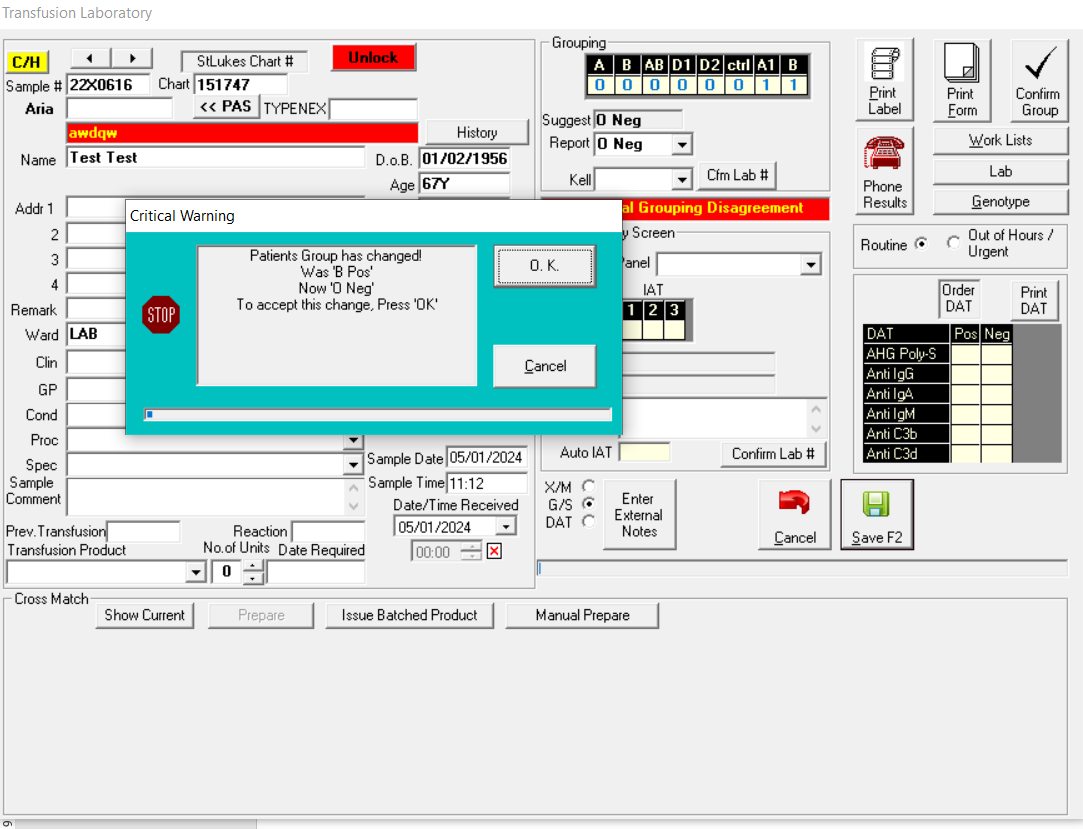 Transfusion Laboratory
C/H
StLukes Chart #
Unlock
Sample # 22X0616 Chart 151747
Aria << PAS TYPENEX
awdqw History
Name Test Test D.o.B. 01/02/1956
Age 67Y
Addr 1
2
3
4
Remark
Ward LAB
Clin
GP
Cond
Proc
Spec
Sample Comment
Sample Date 05/01/2024
Sample Time 11:12
Date/Time Received
05/01/2024
00:00
Prev.Transfusion Reaction
Transfusion Product No.of Units Date Required
0
Critical Warning
Patients Group has changed!
Was 'B Pos'
Now 'O Neg'
To accept this change, Press 'OK'
STOP
O. K.
Cancel
Grouping
A B AB D1 D2 ctrl A1 B
0 0 0 0 0 0 1 1
Suggest O Neg
Report O Neg
Kell Cfm Lab #
al Grouping Disagreement
y Screen
Panel
IAT
1 2 3
Auto IAT Confirm Lab #
X/M
G/S
DAT
Enter
External
Notes
Cancel
Save F2
Print
Label
Print
Form
Confirm
Group
Phone
Results
Work Lists
Lab
Genotype
Routine Out of Hours /
Urgent
Order
DAT
Print
DAT
DAT Pos Neg
AHG Poly-S
Anti IgG
Anti IgA
Anti IgM
Anti C3b
Anti C3d
Cross Match
Show Current Prepare Issue Batched Product Manual Prepare